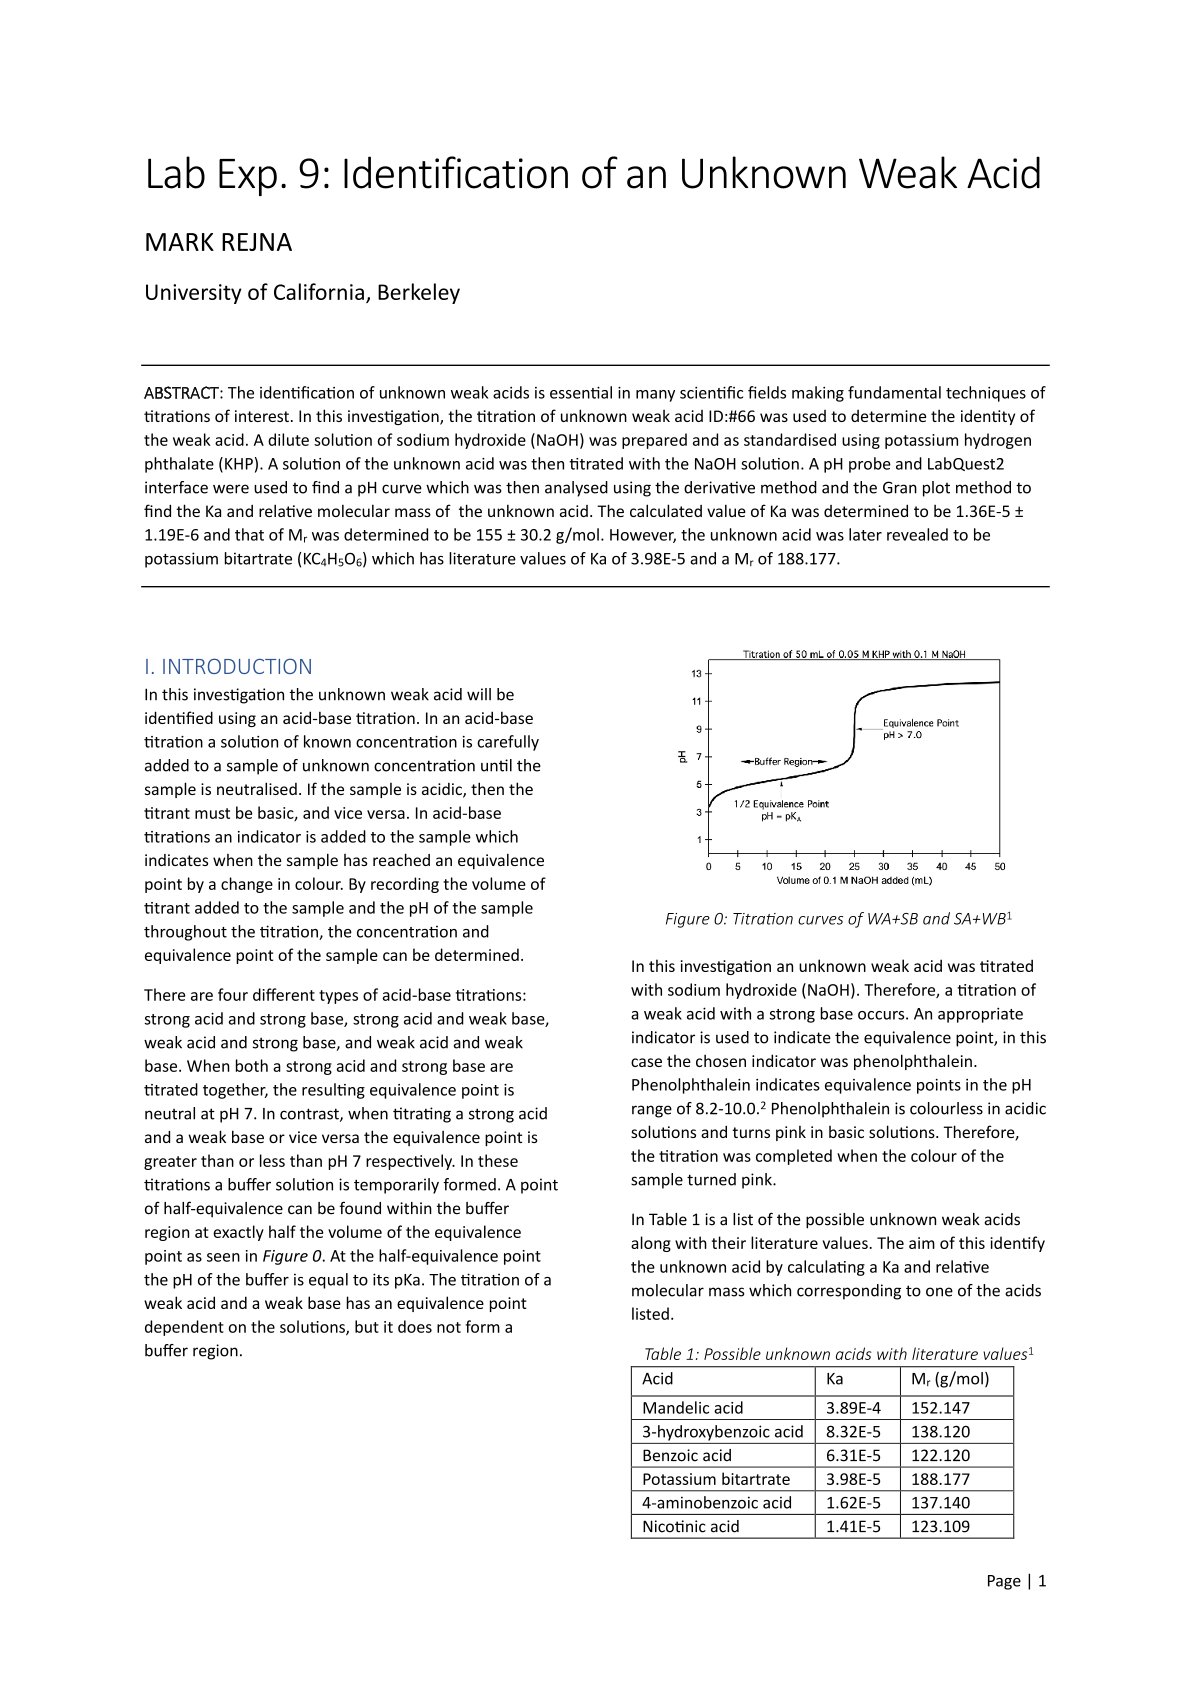 Lab Exp. 9: Identification of an Unknown Weak Acid
MARK REJNA
University of California, Berkeley
ABSTRACT: The identification of unknown weak acids is essential in many scientific fields making fundamental techniques of
titrations of interest. In this investigation, the titration of unknown weak acid ID:#66 was used to determine the identity of
the weak acid. A dilute solution of sodium hydroxide (NaOH) was prepared and as standardised using potassium hydrogen
phthalate (KHP). A solution of the unknown acid was then titrated with the NaOH solution. A pH probe and LabQuest2
interface were used to find a pH curve which was then analysed using the derivative method and the Gran plot method to
find the Ka and relative molecular mass of  the unknown acid. The calculated value of Ka was determined to be 1.36E-5 ±
1.19E-6 and that of Mr was determined to be 155 ± 30.2 g/mol. However, the unknown acid was later revealed to be
potassium bitartrate (KC4H5O6) which has literature values of Ka of 3.98E-5 and a Mr of 188.177.
I. INTRODUCTION
In this investigation the unknown weak acid will be
identified using an acid-base titration. In an acid-base
titration a solution of known concentration is carefully
added to a sample of unknown concentration until the
sample is neutralised. If the sample is acidic, then the
titrant must be basic, and vice versa. In acid-base
titrations an indicator is added to the sample which
indicates when the sample has reached an equivalence
point by a change in colour. By recording the volume of
titrant added to the sample and the pH of the sample
throughout the titration, the concentration and
equivalence point of the sample can be determined.
There are four different types of acid-base titrations:
strong acid and strong base, strong acid and weak base,
weak acid and strong base, and weak acid and weak
base. When both a strong acid and strong base are
titrated together, the resulting equivalence point is
neutral at pH 7. In contrast, when titrating a strong acid
and a weak base or vice versa the equivalence point is
greater than or less than pH 7 respectively. In these
titrations a buffer solution is temporarily formed. A point
of half-equivalence can be found within the buffer
region at exactly half the volume of the equivalence
point as seen in Figure 0. At the half-equivalence point
the pH of the buffer is equal to its pKa. The titration of a
weak acid and a weak base has an equivalence point
dependent on the solutions, but it does not form a
buffer region.
Titration of 50 mL of 0.05 M KHP with 0.1 M NaOH
13
11
9
7
5
3
1
pH
Equivalence Point
pH > 7.0
Buffer Region
1/2 Equivalence Point
pH = pKA
0 5 10 15 20 25 30 35 40 45 50
Volume of 0.1 M NaOH added (mL)
Figure 0: Titration curves of WA+SB and SA+WB1
In this investigation an unknown weak acid was titrated
with sodium hydroxide (NaOH). Therefore, a titration of
a weak acid with a strong base occurs. An appropriate
indicator is used to indicate the equivalence point, in this
case the chosen indicator was phenolphthalein.
Phenolphthalein indicates equivalence points in the pH
range of 8.2-10.0.2 Phenolphthalein is colourless in acidic
solutions and turns pink in basic solutions. Therefore,
the titration was completed when the colour of the
sample turned pink.
In Table 1 is a list of the possible unknown weak acids
along with their literature values. The aim of this identify
the unknown acid by calculating a Ka and relative
molecular mass which corresponding to one of the acids
listed.
Table 1: Possible unknown acids with literature values1
Acid Ka Mr (g/mol)
Mandelic acid 3.89E-4 152.147
3-hydroxybenzoic acid 8.32E-5 138.120
Benzoic acid 6.31E-5 122.120
Potassium bitartrate 3.98E-5 188.177
4-aminobenzoic acid 1.62E-5 137.140
Nicotinic acid 1.41E-5 123.109
Page | 1